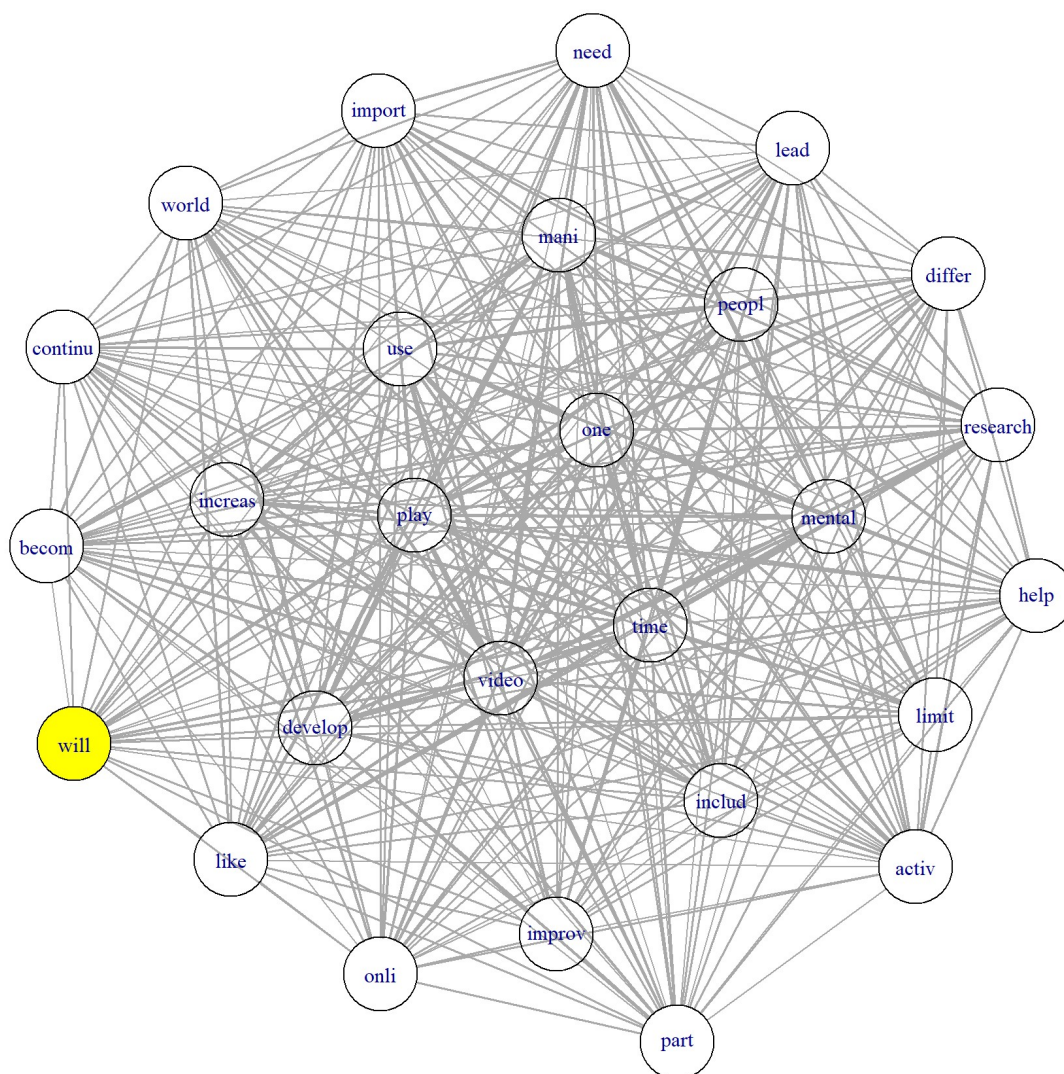 need
import
lead
world
mani
differ
peopl
continu
use
research
one
increas
play
mental
becom
help
time
video
limit
develop
will
includ
like
activ
improv
onli
part